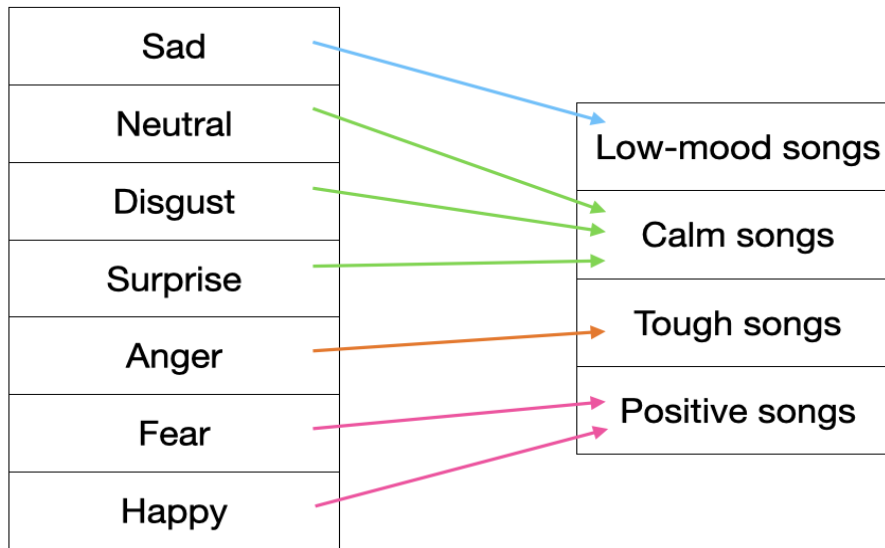 Sad
Neutral
Disgust
Surprise
Anger
Fear
Happy
Low-mood songs
Calm songs
Tough songs
Positive songs